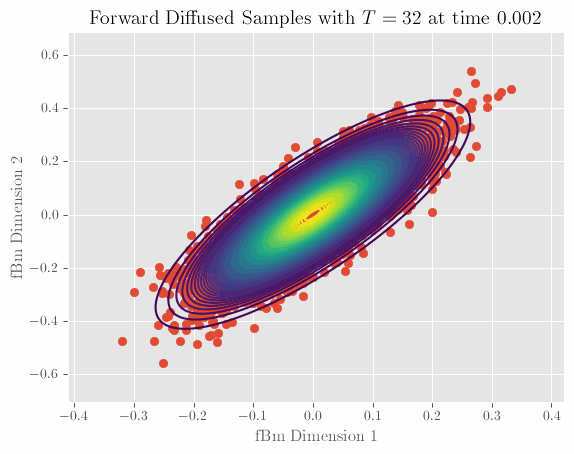 Forward Diffused Samples with T = 32 at time 0.002
0.6
0.4
0.2
0.0
−0.2
−0.4
−0.6
fBm Dimension 2
−0.4 −0.3 −0.2 −0.1 0.0 0.1 0.2 0.3 0.4
fBm Dimension 1